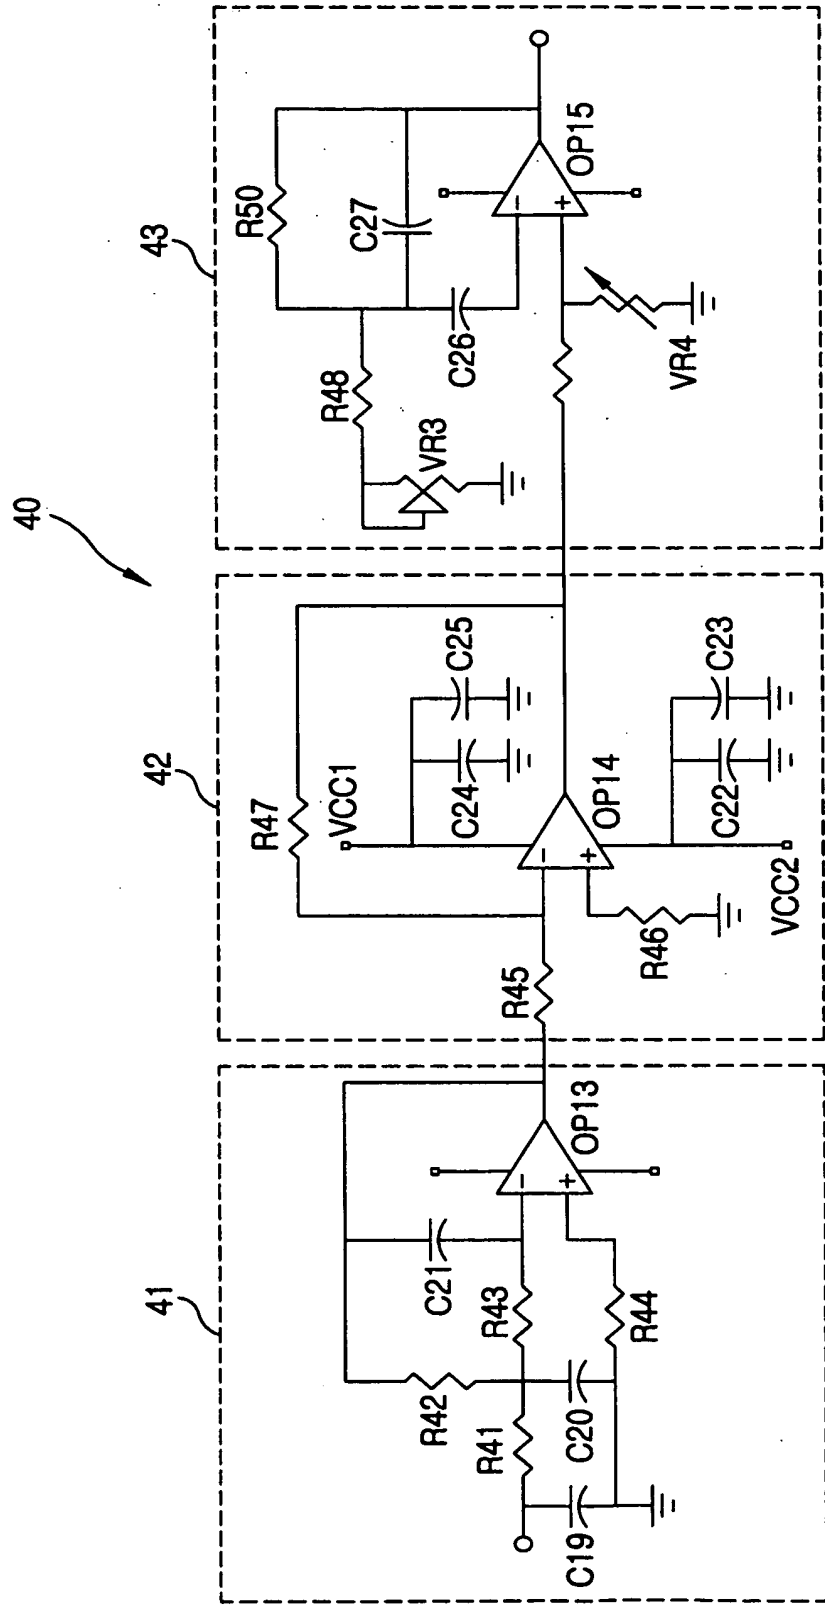 40
41
42
43
C19
C20
R41
R42
R43
R44
C21
-
+
OP13
R45
R46
R47
VCC1
VCC2
C24
C25
C22
C23
-
+
OP14
VR3
R48
R50
C26
C27
VR4
-
+
OP15